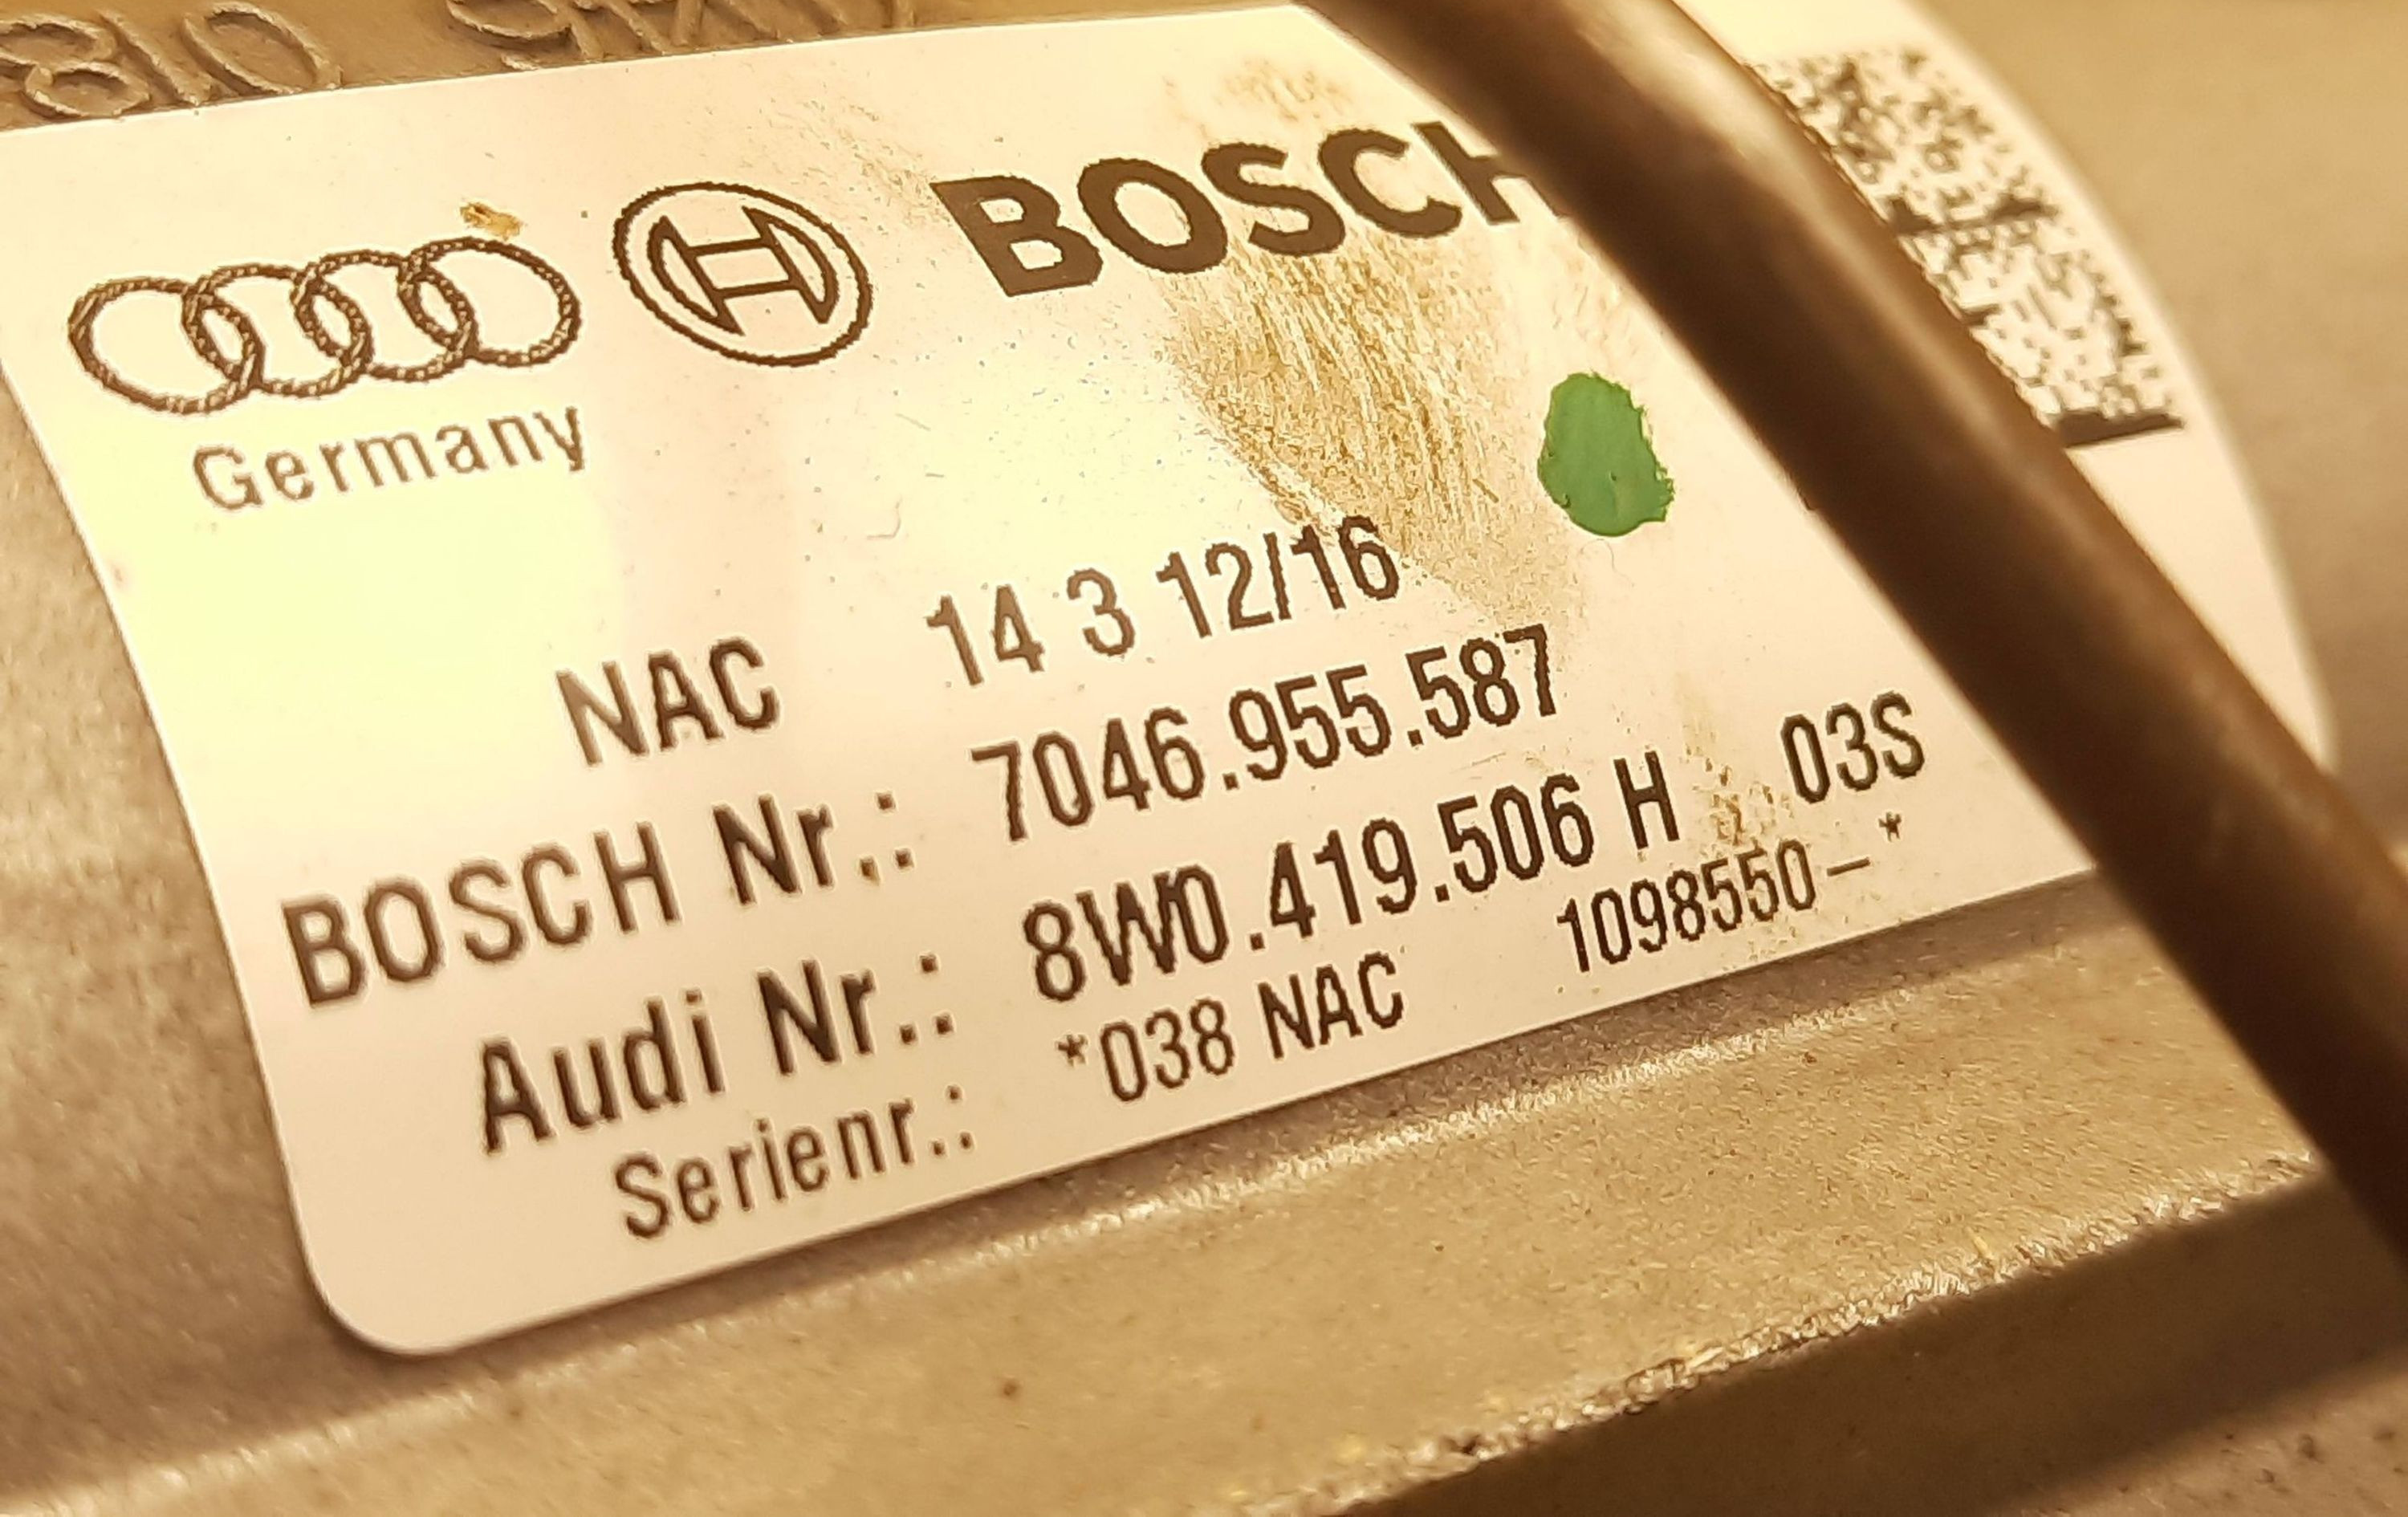 BOSCH
Germany
NAC 14 3 12/16
BOSCH Nr.: 7046.955.587
Audi Nr.: 8W0.419.506 H 03S
Serienr.: *038 NAC 1098550-*